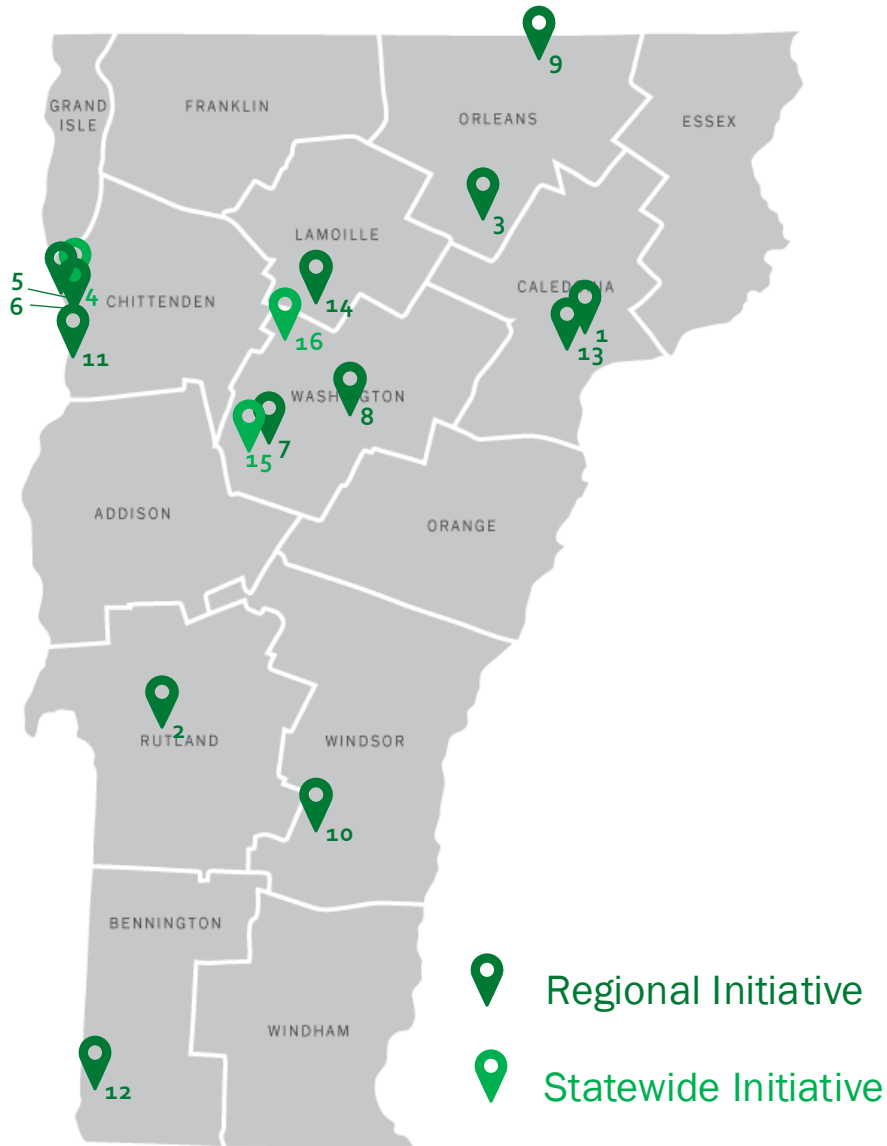 9
GRAND
ISLE
FRANKLIN
ORLEANS
ESSEX
3
LAMOILLE
5
6
4
CHITTENDEN
14
CALEDONIA
1
13
16
11
WASHINGTON
8
7
15
ADDISON
ORANGE
2
RUTLAND
WINDSOR
10
BENNINGTON
WINDHAM
12
Regional Initiative
Statewide Initiative